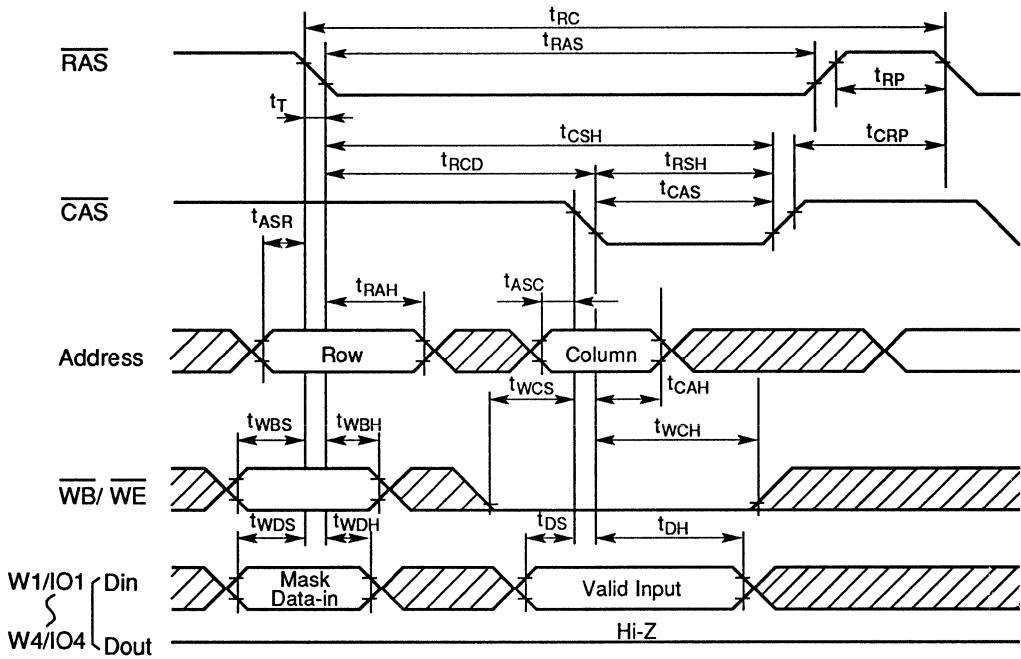 tRC
RAS
tRAS
tRP
tT
tCSH
tCRP
tRCD
tRSH
CAS
tCAS
tASR
tRAH
tASC
Address
Row
Column
tWCS
tCAH
tWBS
tWBH
tWCH
WB/ WE
tWDS
tWDH
tDS
tDH
W1/IO1
Din
Mask
Data-in
Valid Input
W4/IO4
Dout
Hi-Z